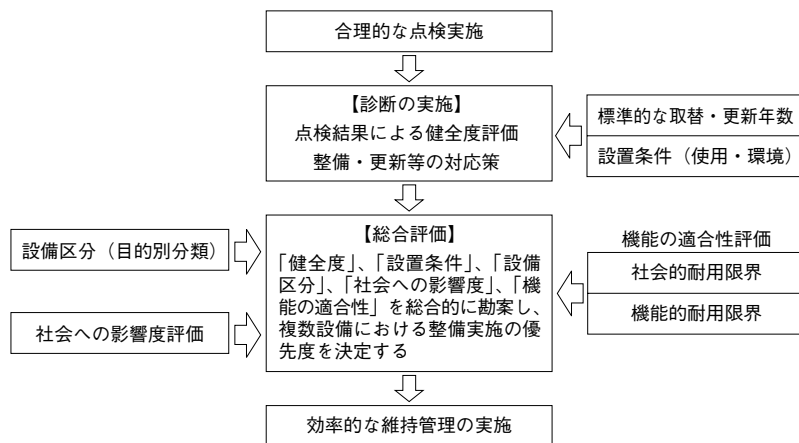 合理的な点検実施
【診断の実施】
点検結果による健全度評価
整備・更新等の対応策
標準的な取替・更新年数
設置条件（使用・環境）
設備区分（目的別分類）
社会への影響度評価
【総合評価】
「健全度」、「設置条件」、「設備
区分」、「社会への影響度」、「機
能の適合性」を総合的に勘案し、
複数設備における整備実施の優
先度を決定する
機能の適合性評価
社会的耐用限界
機能的耐用限界
効率的な維持管理の実施